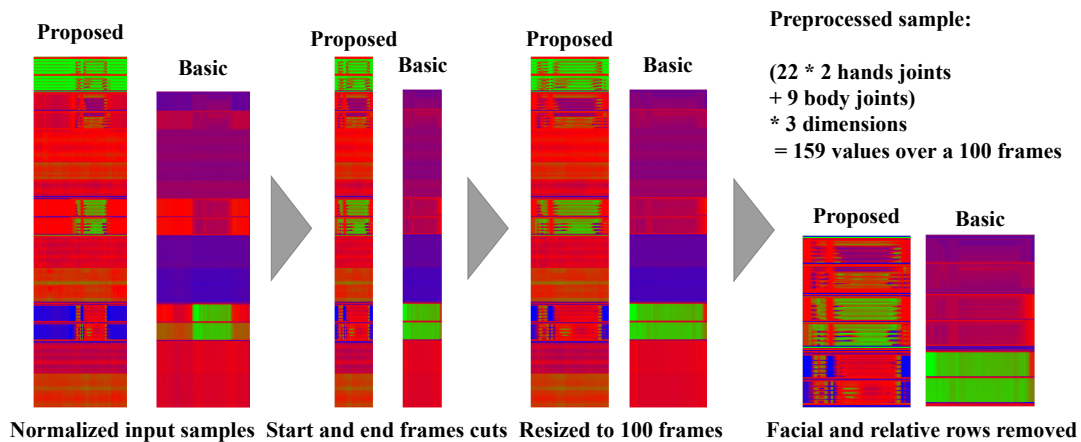 Preprocessed sample:
Proposed
Basic
Proposed
Basic
Proposed
Basic
(22 * 2 hands joints
+ 9 body joints)
* 3 dimensions
= 159 values over a 100 frames
Proposed
Basic
Normalized input samples
Start and end frames cuts
Resized to 100 frames
Facial and relative rows removed